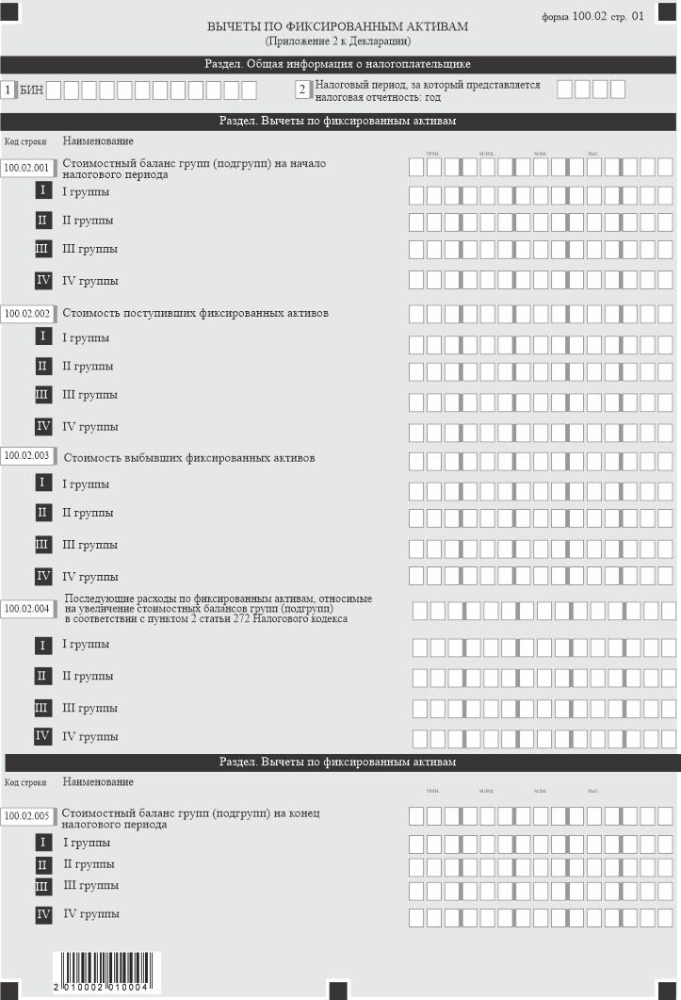 форма 100.02 стр. 01
ВЫЧЕТЫ ПО ФИКСИРОВАННЫМ АКТИВАМ
(Приложение 2 к Декларации)
Раздел. Общая информация о налогоплательщике
1 БИН 2 Налоговый период, за который представляется
налоговая отчетность: год
Раздел. Вычеты по фиксированным активам
Код строки Наименование
ТРЛН. МЛРД. МЛН. ТЫС.
100.02.001 Стоимостный баланс групп (подгрупп) на начало
налогового периода
I I группы
II II группы
III III группы
IV IV группы
100.02.002 Стоимость поступивших фиксированных активов
I I группы
II II группы
III III группы
IV IV группы
100.02.003 Стоимость выбывших фиксированных активов
I I группы
II II группы
III III группы
IV IV группы
100.02.004 Последующие расходы по фиксированным активам, относимые
на увеличение стоимостных балансов групп (подгрупп)
в соответствии с пунктом 2 статьи 272 Налогового кодекса
I I группы
II II группы
III III группы
IV IV группы
Раздел. Вычеты по фиксированным активам
Код строки Наименование
ТРЛН. МЛРД. МЛН. ТЫС.
100.02.005 Стоимостный баланс групп (подгрупп) на конец
налогового периода
I I группы
II II группы
III III группы
IV IV группы
2 010002 010004